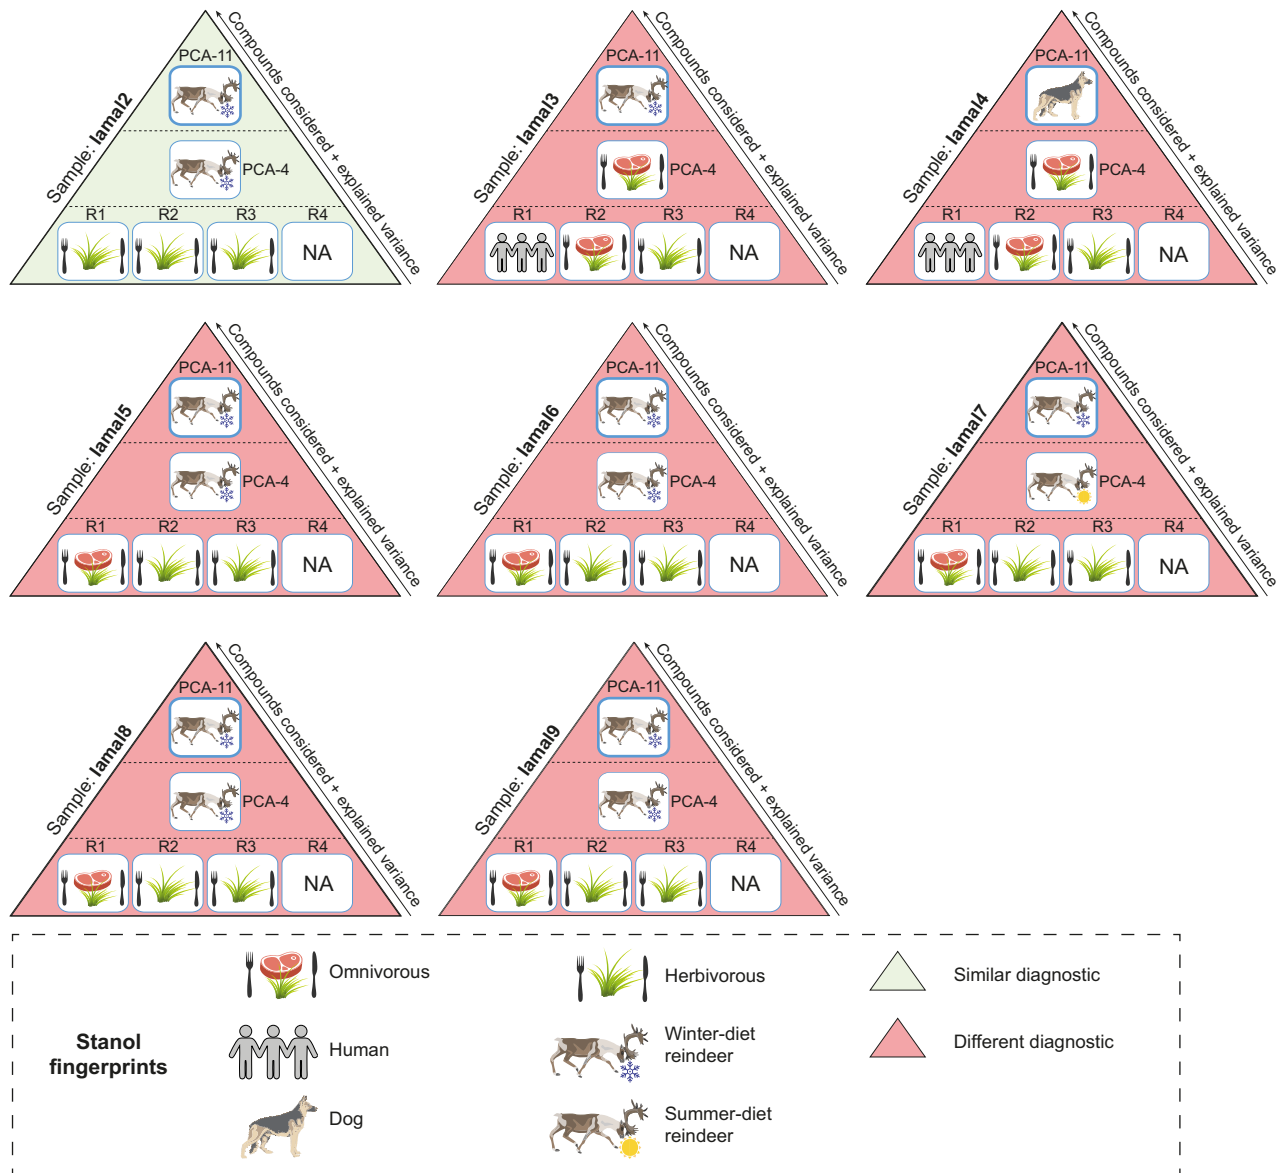 Sample: Iamal2
PCA-11
PCA-4
R1 R2 R3 R4
NA
Compounds considered + explained variance
Sample: Iamal3
PCA-11
PCA-4
R1 R2 R3 R4
NA
Compounds considered + explained variance
Sample: Iamal4
PCA-11
PCA-4
R1 R2 R3 R4
NA
Compounds considered + explained variance
Sample: Iamal5
PCA-11
PCA-4
R1 R2 R3 R4
NA
Compounds considered + explained variance
Sample: Iamal6
PCA-11
PCA-4
R1 R2 R3 R4
NA
Compounds considered + explained variance
Sample: Iamal7
PCA-11
PCA-4
R1 R2 R3 R4
NA
Compounds considered + explained variance
Sample: Iamal8
PCA-11
PCA-4
R1 R2 R3 R4
NA
Compounds considered + explained variance
Sample: Iamal9
PCA-11
PCA-4
R1 R2 R3 R4
NA
Compounds considered + explained variance
Stanol
fingerprints
Omnivorous
Human
Dog
Herbivorous
Winter-diet
reindeer
Summer-diet
reindeer
Similar diagnostic
Different diagnostic